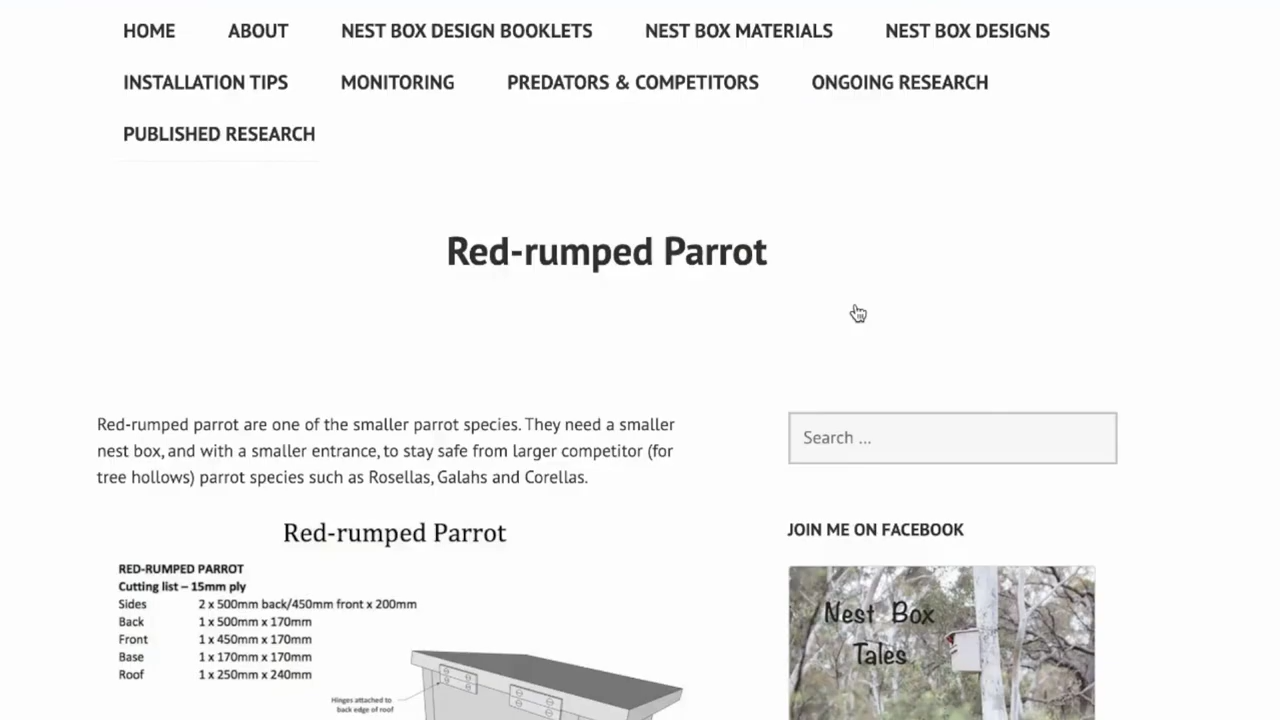 HOME ABOUT NEST BOX DESIGN BOOKLETS NEST BOX MATERIALS NEST BOX DESIGNS
INSTALLATION TIPS MONITORING PREDATORS & COMPETITORS ONGOING RESEARCH
PUBLISHED RESEARCH
Red-rumped Parrot
Red-rumped parrot are one of the smaller parrot species. They need a smaller
nest box, and with a smaller entrance, to stay safe from larger competitor (for
tree hollows) parrot species such as Rosellas, Galahs and Corellas.
Red-rumped Parrot
RED-RUMPED PARROT
Cutting list – 15mm ply
Sides 2 x 500mm back/450mm front x 200mm
Back 1 x 500mm x 170mm
Front 1 x 450mm x 170mm
Base 1 x 170mm x 170mm
Roof 1 x 250mm x 240mm
Hinges attached to
back edge of roof
Search ...
JOIN ME ON FACEBOOK
Nest Box
Tales